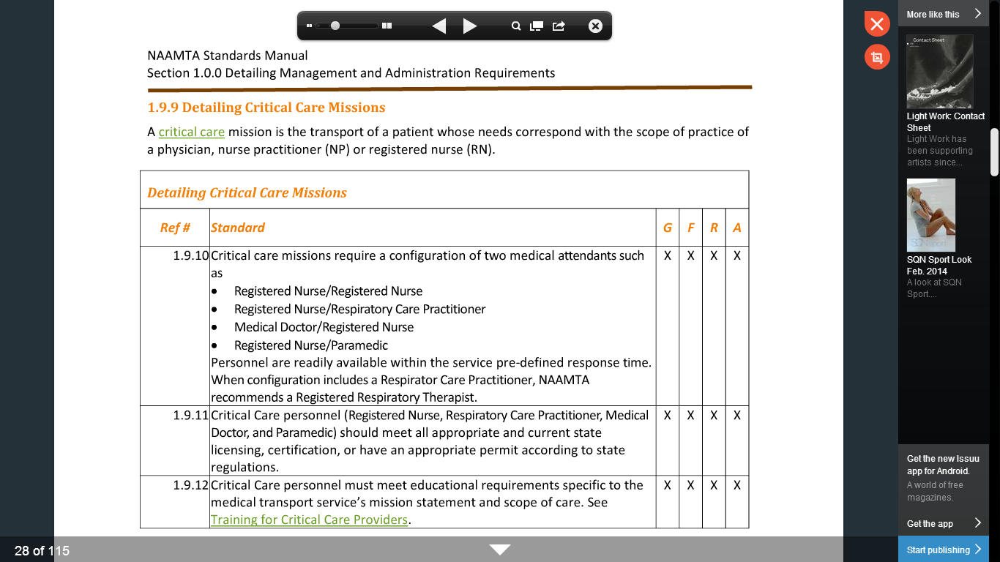 NAAMTA Standards Manual
Section 1.0.0 Detailing Management and Administration Requirements
1.9.9 Detailing Critical Care Missions
A critical care mission is the transport of a patient whose needs correspond with the scope of practice of
a physician, nurse practitioner (NP) or registered nurse (RN).
Detailing Critical Care Missions
Ref # Standard G F R A
1.9.10 Critical care missions require a configuration of two medical attendants such X X X X
as
• Registered Nurse/Registered Nurse
• Registered Nurse/Respiratory Care Practitioner
• Medical Doctor/Registered Nurse
• Registered Nurse/Paramedic
Personnel are readily available within the service pre-defined response time.
When configuration includes a Respirator Care Practitioner, NAAMTA
recommends a Registered Respiratory Therapist.
1.9.11 Critical Care personnel (Registered Nurse, Respiratory Care Practitioner, Medical X X X X
Doctor, and Paramedic) should meet all appropriate and current state
licensing, certification, or have an appropriate permit according to state
regulations.
1.9.12 Critical Care personnel must meet educational requirements specific to the X X X X
medical transport service's mission statement and scope of care. See
Training for Critical Care Providers.
28 of 115
More like this
Contact Sheet
Light Work: Contact
Sheet
Light Work has
been supporting
artists since...
SQN Sport
SQN Sport Look
Feb. 2014
A look at SQN
Sport....
Get the new Issuu
app for Android.
A world of free
magazines.
Get the app
Start publishing